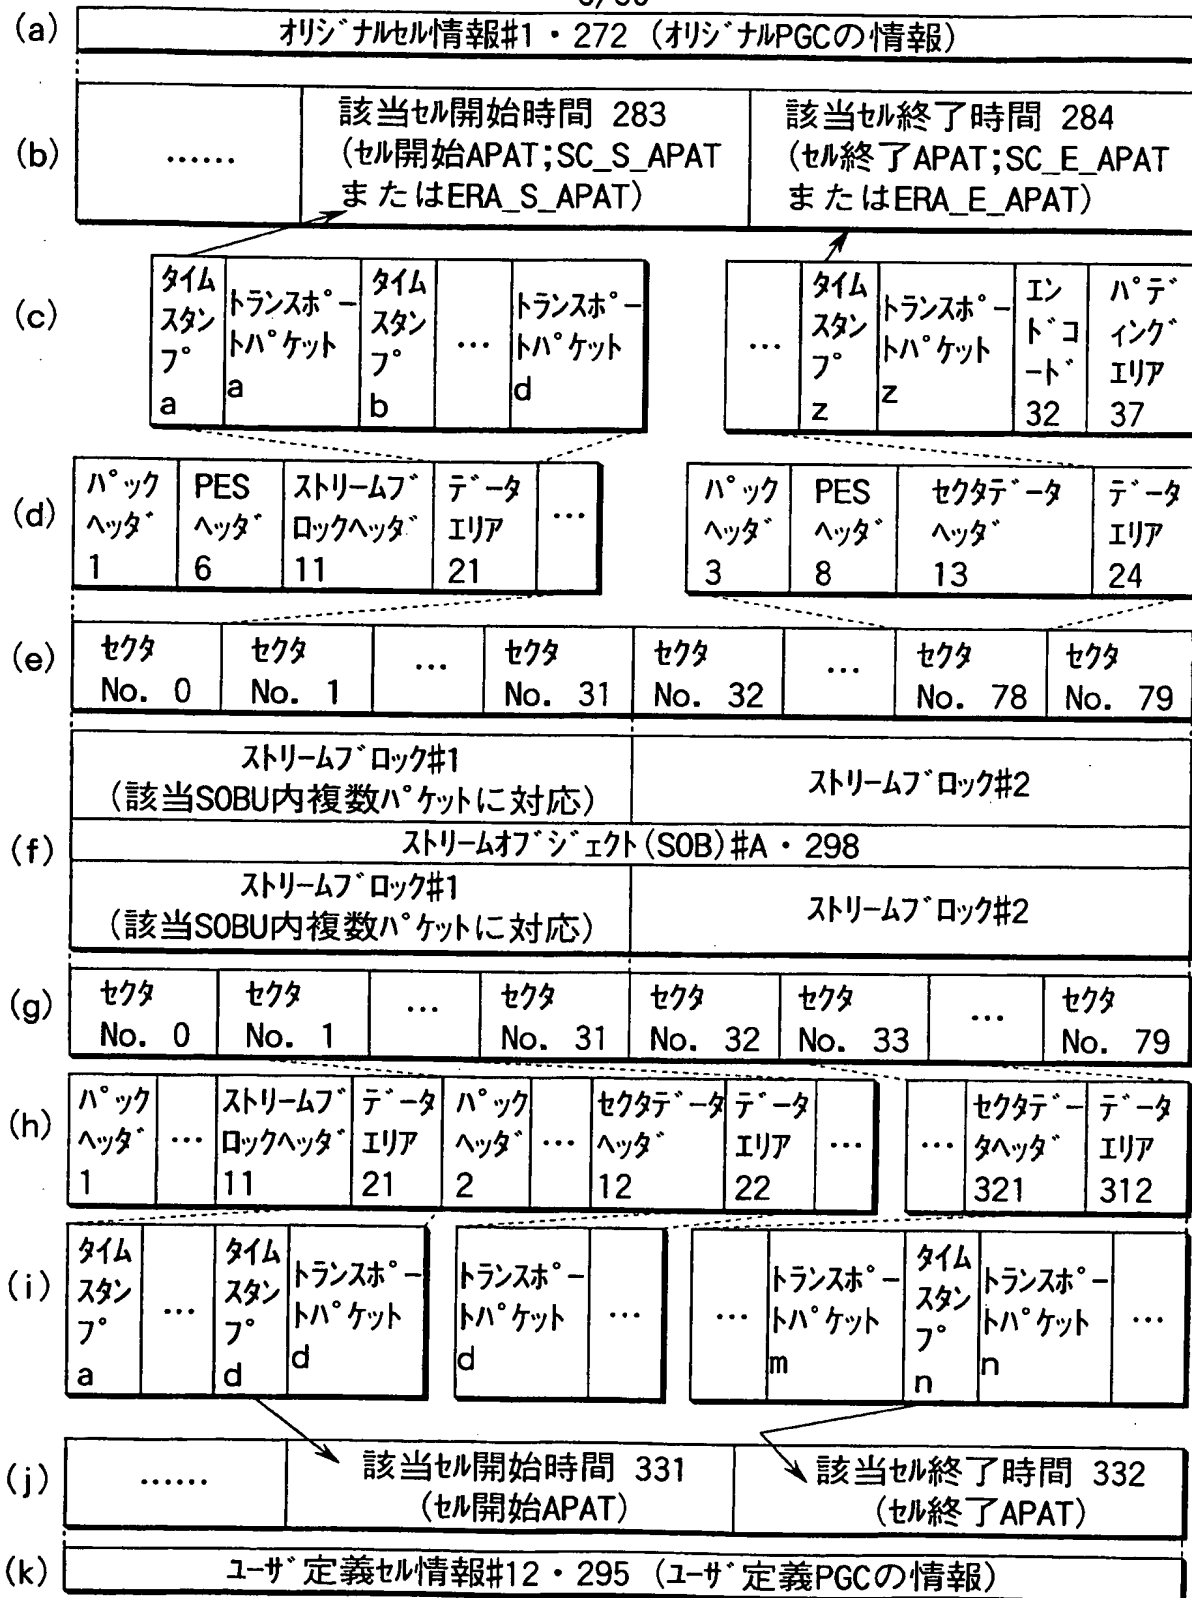 (a) オリジナルセル情報#1・272 (オリジナルPGCの情報)
(b)
……
該当セル開始時間 283
(セル開始APAT;SC_S_APAT
またはERA_S_APAT)
該当セル終了時間 284
(セル終了APAT;SC_E_APAT
またはERA_E_APAT)
(c)
タイム
スタン
プ
a
トランスポー
トパケット
a
タイム
スタン
プ
b
…
トランスポー
トパケット
d
…
タイム
スタン
プ
z
トランスポー
トパケット
z
エン
ドコ
ード
32
パデ
ィング
エリア
37
(d)
パック
ヘッダ
1
PES
ヘッダ
6
ストリームブ
ロックヘッダ
11
データ
エリア
21
…
パック
ヘッダ
3
PES
ヘッダ
8
セクタデータ
ヘッダ
13
データ
エリア
24
(e)
セクタ
No. 0
セクタ
No. 1
…
セクタ
No. 31
セクタ
No. 32
…
セクタ
No. 78
セクタ
No. 79
(f)
ストリームブロック#1
(該当SOBU内複数パケットに対応)
ストリームブロック#2
ストリームオブジェクト(SOB)#A・298
ストリームブロック#1
(該当SOBU内複数パケットに対応)
ストリームブロック#2
(g)
セクタ
No. 0
セクタ
No. 1
…
セクタ
No. 31
セクタ
No. 32
セクタ
No. 33
…
セクタ
No. 79
(h)
パック
ヘッダ
1
…
ストリームブ
ロックヘッダ
11
データ
エリア
21
パック
ヘッダ
2
…
セクタデータ
ヘッダ
12
データ
エリア
22
…
…
セクタデー
タヘッダ
321
データ
エリア
312
(i)
タイム
スタン
プ
a
…
タイム
スタン
プ
d
トランスポー
トパケット
d
トランスポー
トパケット
d
…
…
トランスポー
トパケット
m
タイム
スタン
プ
n
トランスポー
トパケット
n
…
(j)
……
該当セル開始時間 331
(セル開始APAT)
該当セル終了時間 332
(セル終了APAT)
(k) ユーザ定義セル情報#12・295 (ユーザ定義PGCの情報)